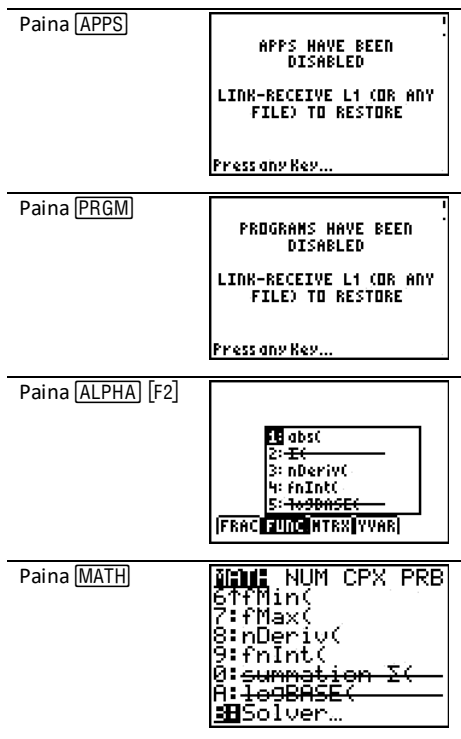 Paina [APPS]
APPS HAVE BEEN
DISABLED
LINK-RECEIVE L1 (OR ANY
FILE) TO RESTORE
Press any Key...
Paina [PRGM]
PROGRAMS HAVE BEEN
DISABLED
LINK-RECEIVE L1 (OR ANY
FILE) TO RESTORE
Press any Key...
Paina [ALPHA] [F2]
1:abs(
2:Σ(
3:nDeriv(
4:fnInt(
5:logBASE(
FRAC FUNC MTRX YVAR
Paina [MATH]
MATH NUM CPX PRB
6↑fMin(
7:fMax(
8:nDeriv(
9:fnInt(
0:summation Σ(
A:logBASE(
B:Solver…